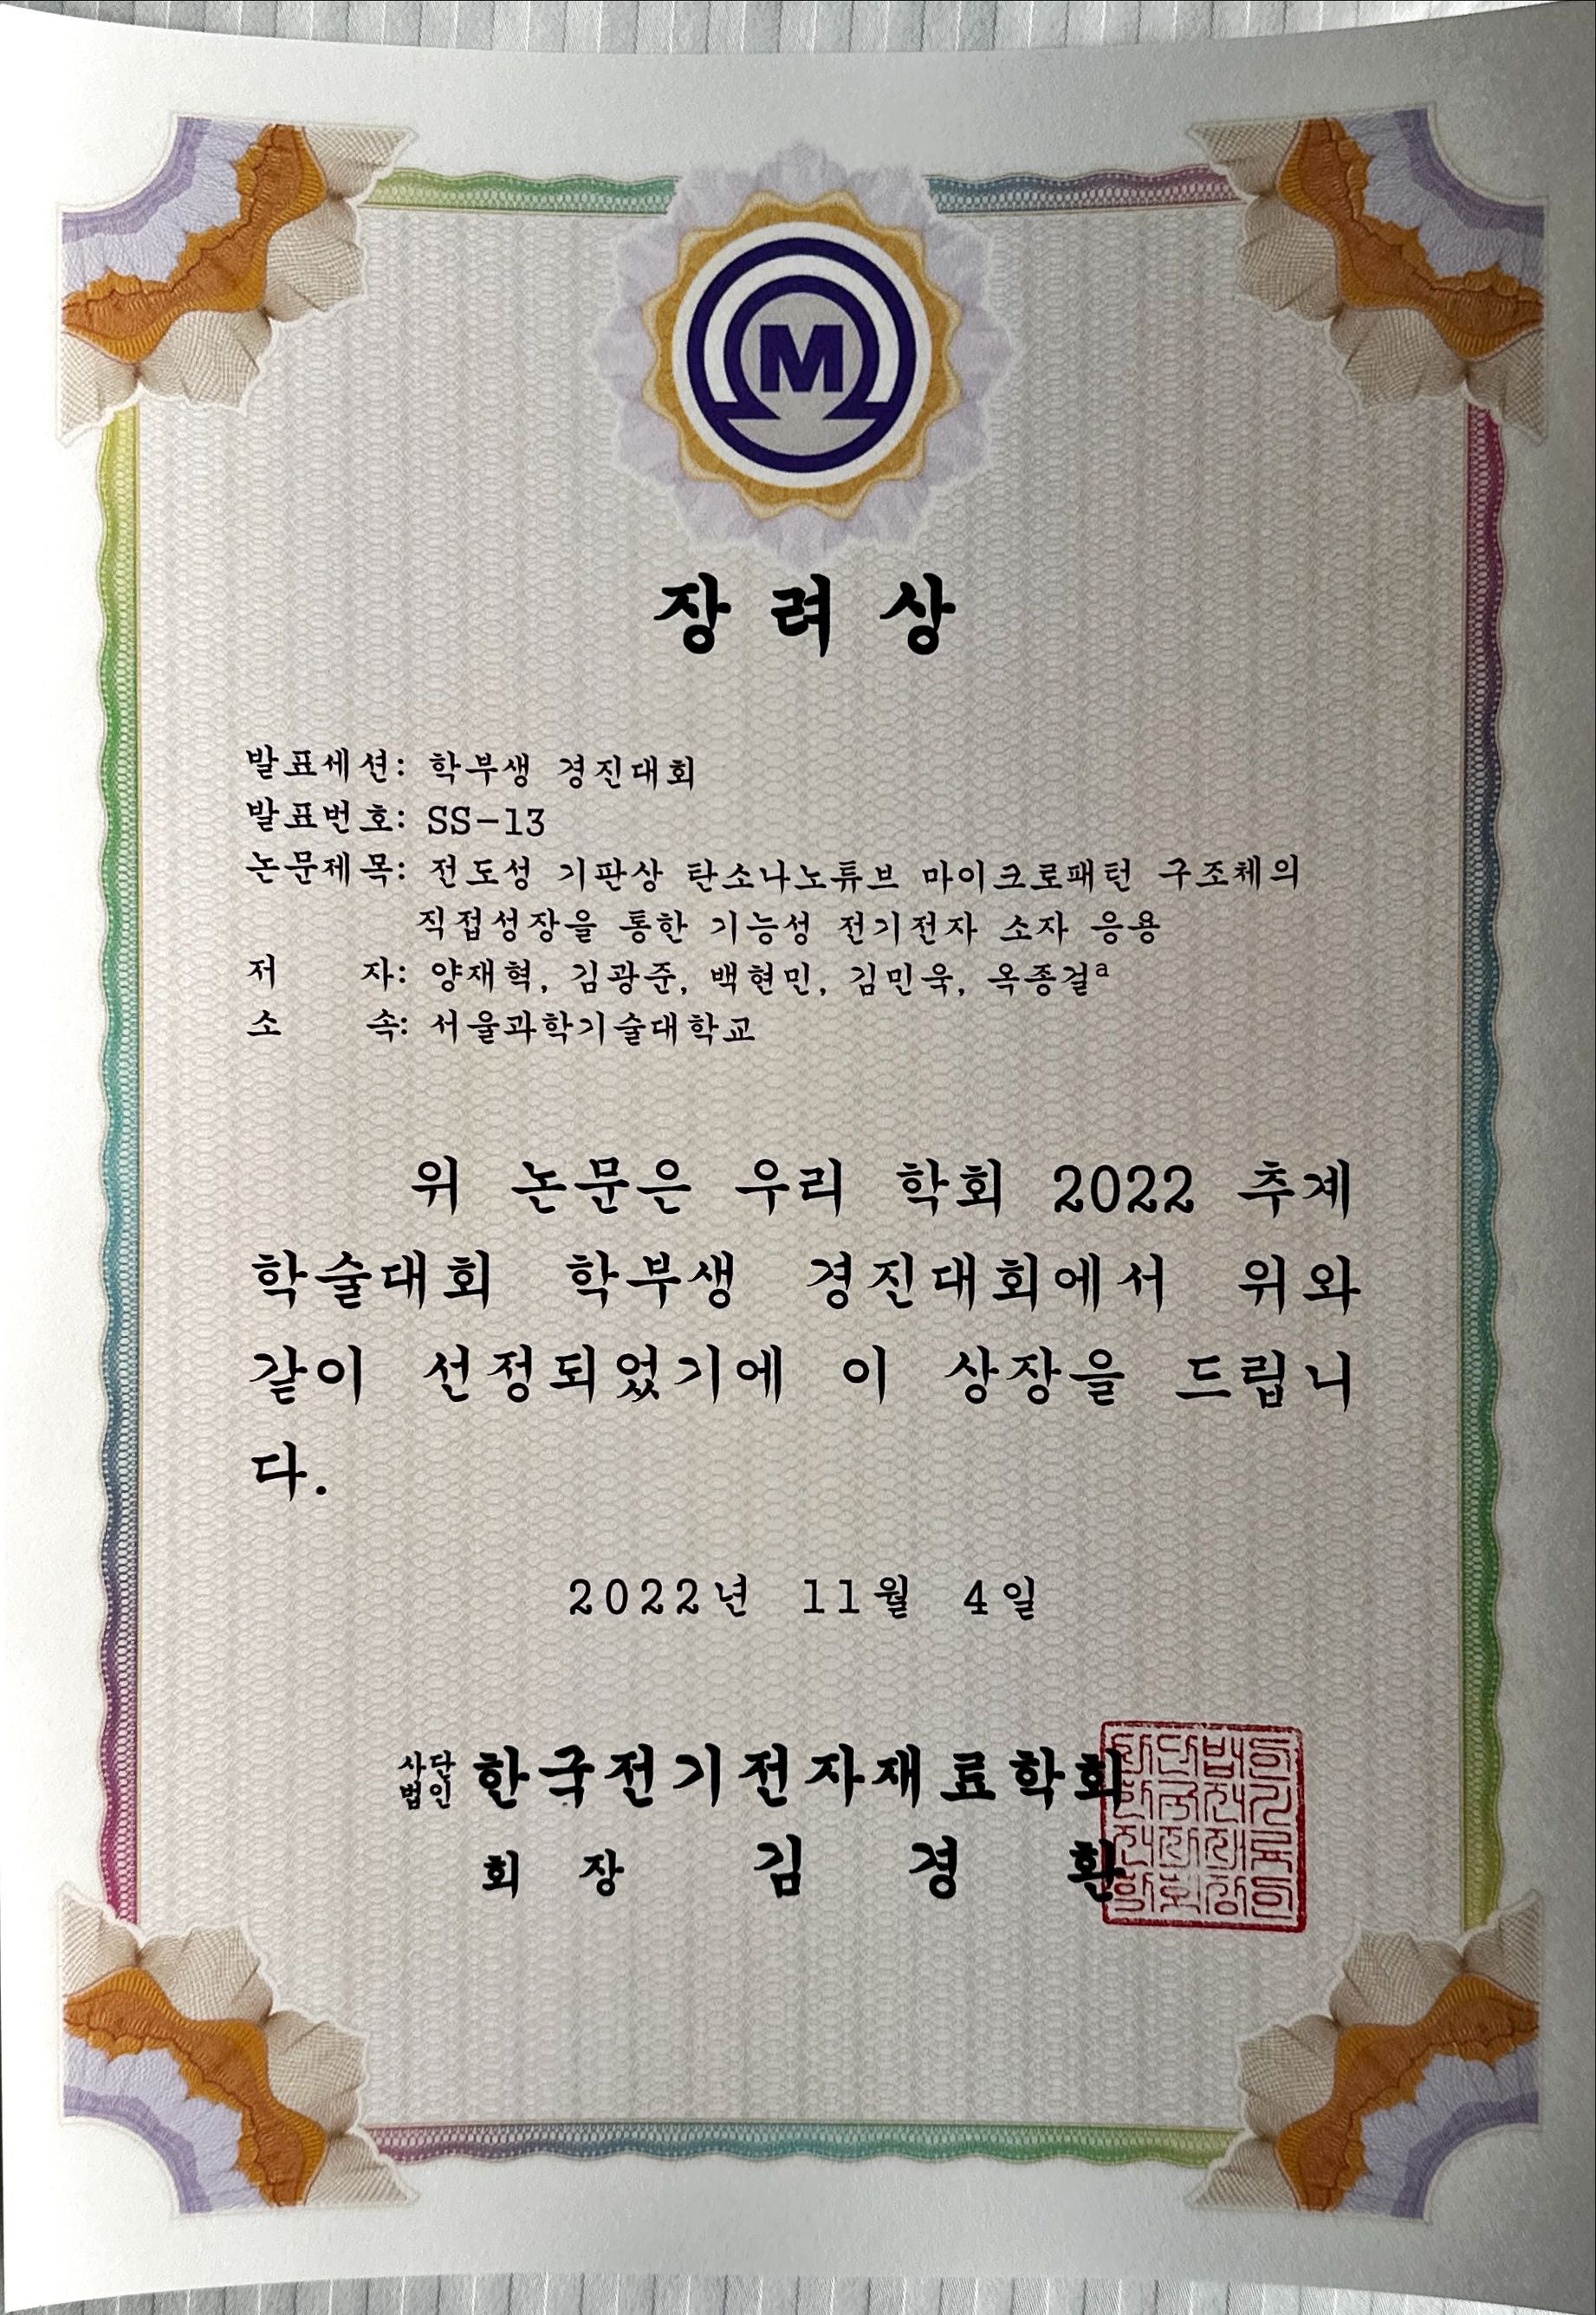 M
장 려 상
발표세션: 학부생 경진대회
발표번호: SS-13
논문제목: 전도성 기판상 탄소나노튜브 마이크로패턴 구조체의
직접성장을 통한 기능성 전기전자 소자 응용
저 자: 양재혁, 김광준, 백현민, 김민욱, 옥종걸a
소 속: 서울과학기술대학교
위 논문은 우리 학회 2022 추계
학술대회 학부생 경진대회에서 위와
같이 선정되었기에 이 상장을 드립니
다.
2022년 11월 4일
사단법인 한국전기전자재료학회
회 장 김 경 환